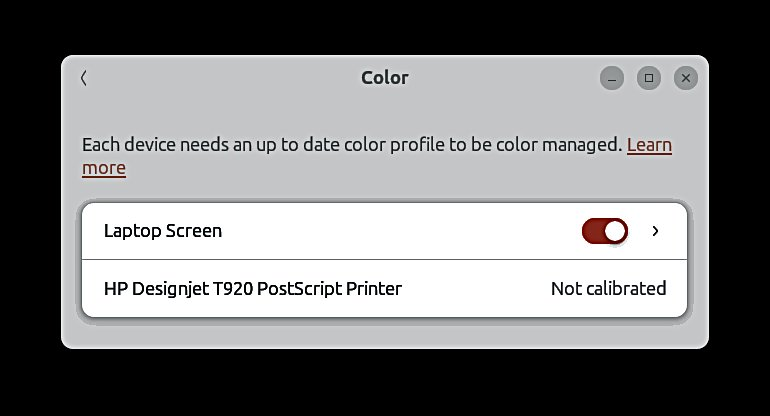 Color
Each device needs an up to date color profile to be color managed. Learn
more
Laptop Screen
HP Designjet T920 PostScript Printer Not calibrated